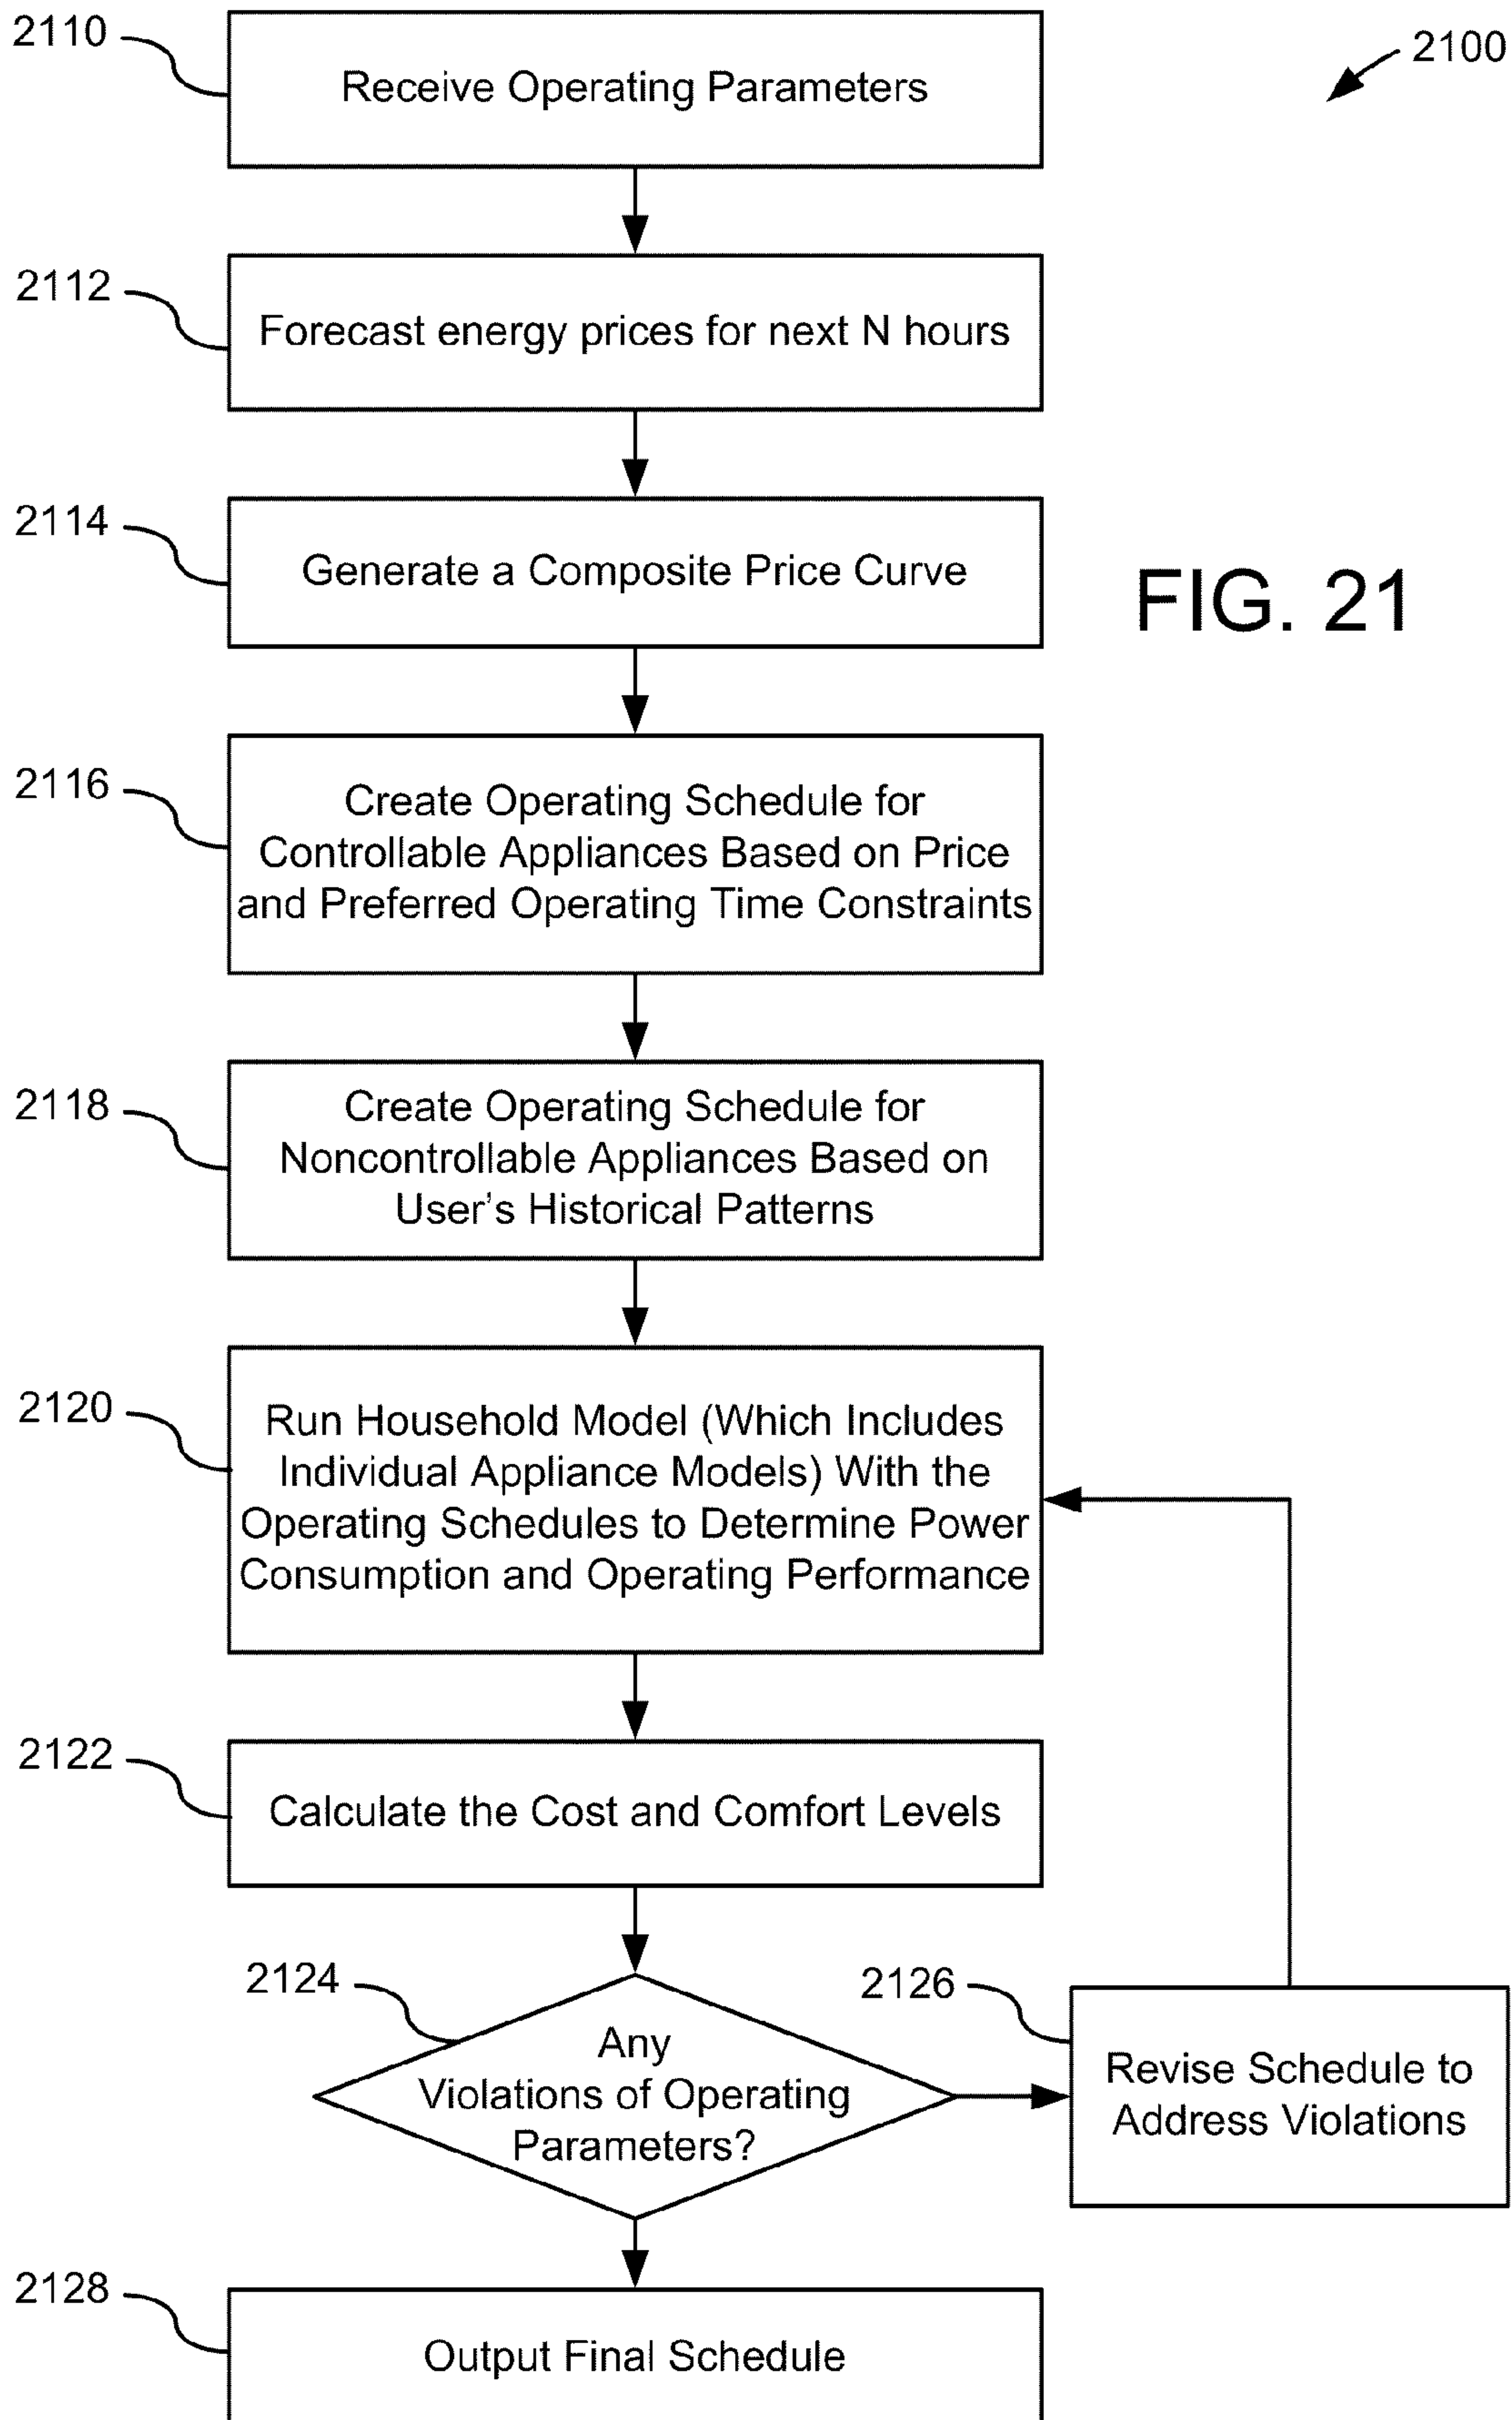 2110
2100
Receive Operating Parameters
2112
Forecast energy prices for next N hours
2114
Generate a Composite Price Curve
FIG. 21
2116
Create Operating Schedule for
Controllable Appliances Based on Price
and Preferred Operating Time Constraints
2118
Create Operating Schedule for
Noncontrollable Appliances Based on
User's Historical Patterns
2120
Run Household Model (Which Includes
Individual Appliance Models) With the
Operating Schedules to Determine Power
Consumption and Operating Performance
2122
Calculate the Cost and Comfort Levels
2124
Any
Violations of Operating
Parameters?
2126
Revise Schedule to
Address Violations
2128
Output Final Schedule